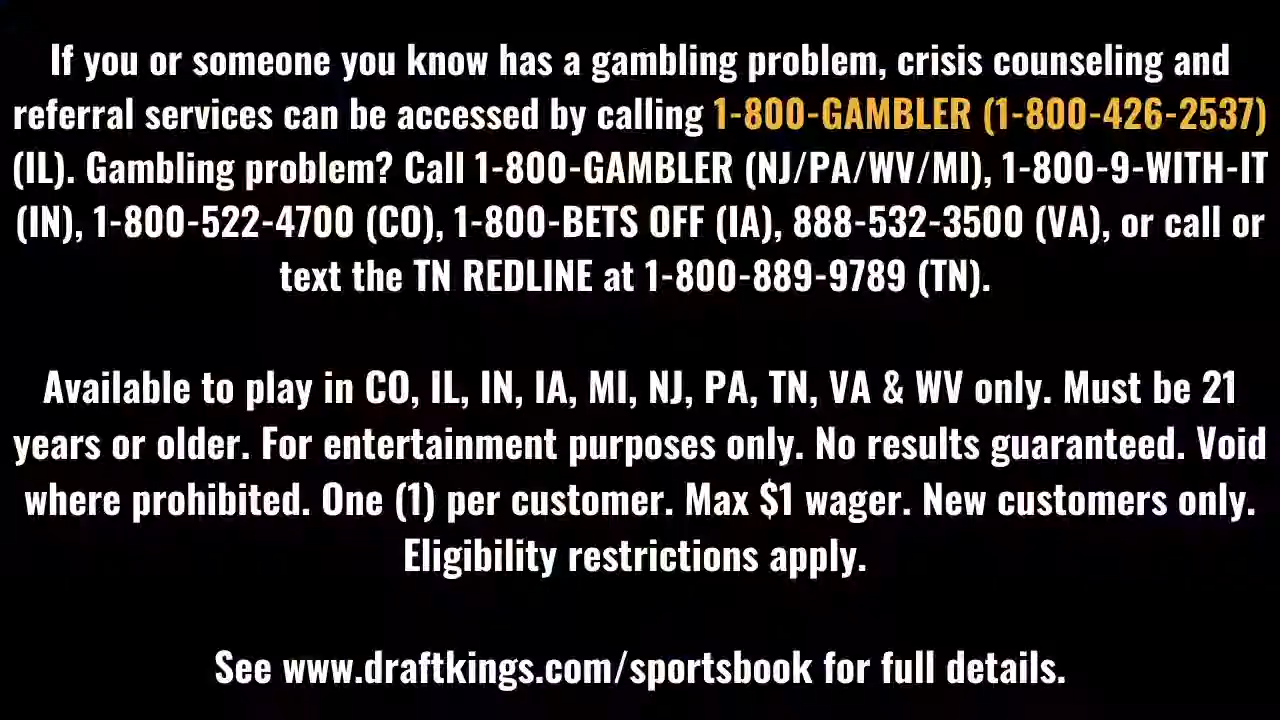 If you or someone you know has a gambling problem, crisis counseling and
referral services can be accessed by calling 1-800-GAMBLER (1-800-426-2537)
(IL). Gambling problem? Call 1-800-GAMBLER (NJ/PA/WV/MI), 1-800-9-WITH-IT
(IN), 1-800-522-4700 (CO), 1-800-BETS OFF (IA), 888-532-3500 (VA), or call or
text the TN REDLINE at 1-800-889-9789 (TN).
Available to play in CO, IL, IN, IA, MI, NJ, PA, TN, VA & WV only. Must be 21
years or older. For entertainment purposes only. No results guaranteed. Void
where prohibited. One (1) per customer. Max $1 wager. New customers only.
Eligibility restrictions apply.
See www.draftkings.com/sportsbook for full details.